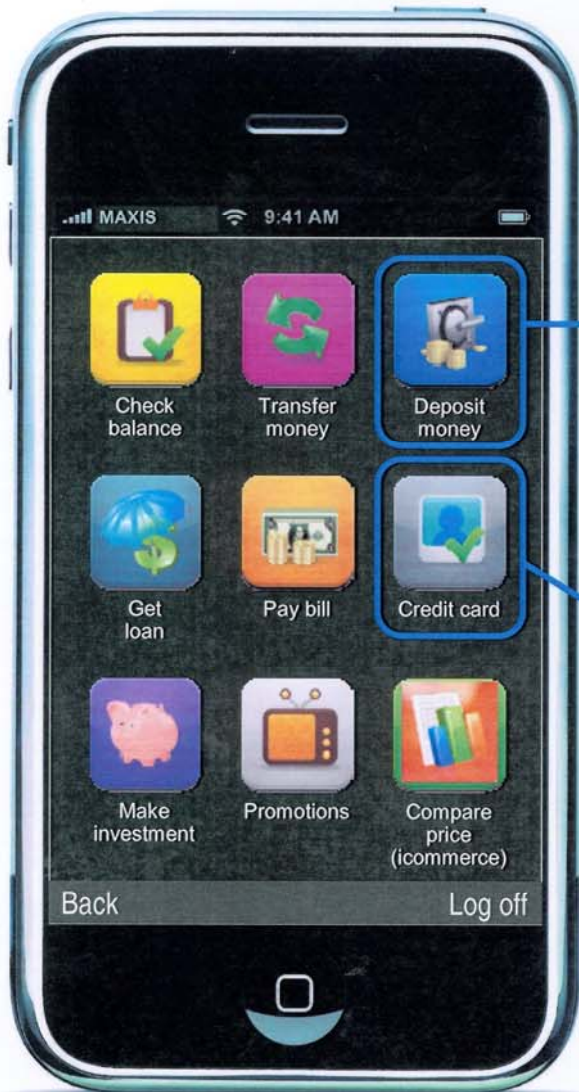 MAXIS 9:41 AM
Check
balance
Transfer
money
Deposit
money
Get
loan
Pay bill
Credit card
Make
investment
Promotions
Compare
price
(icommerce)
Back Log off